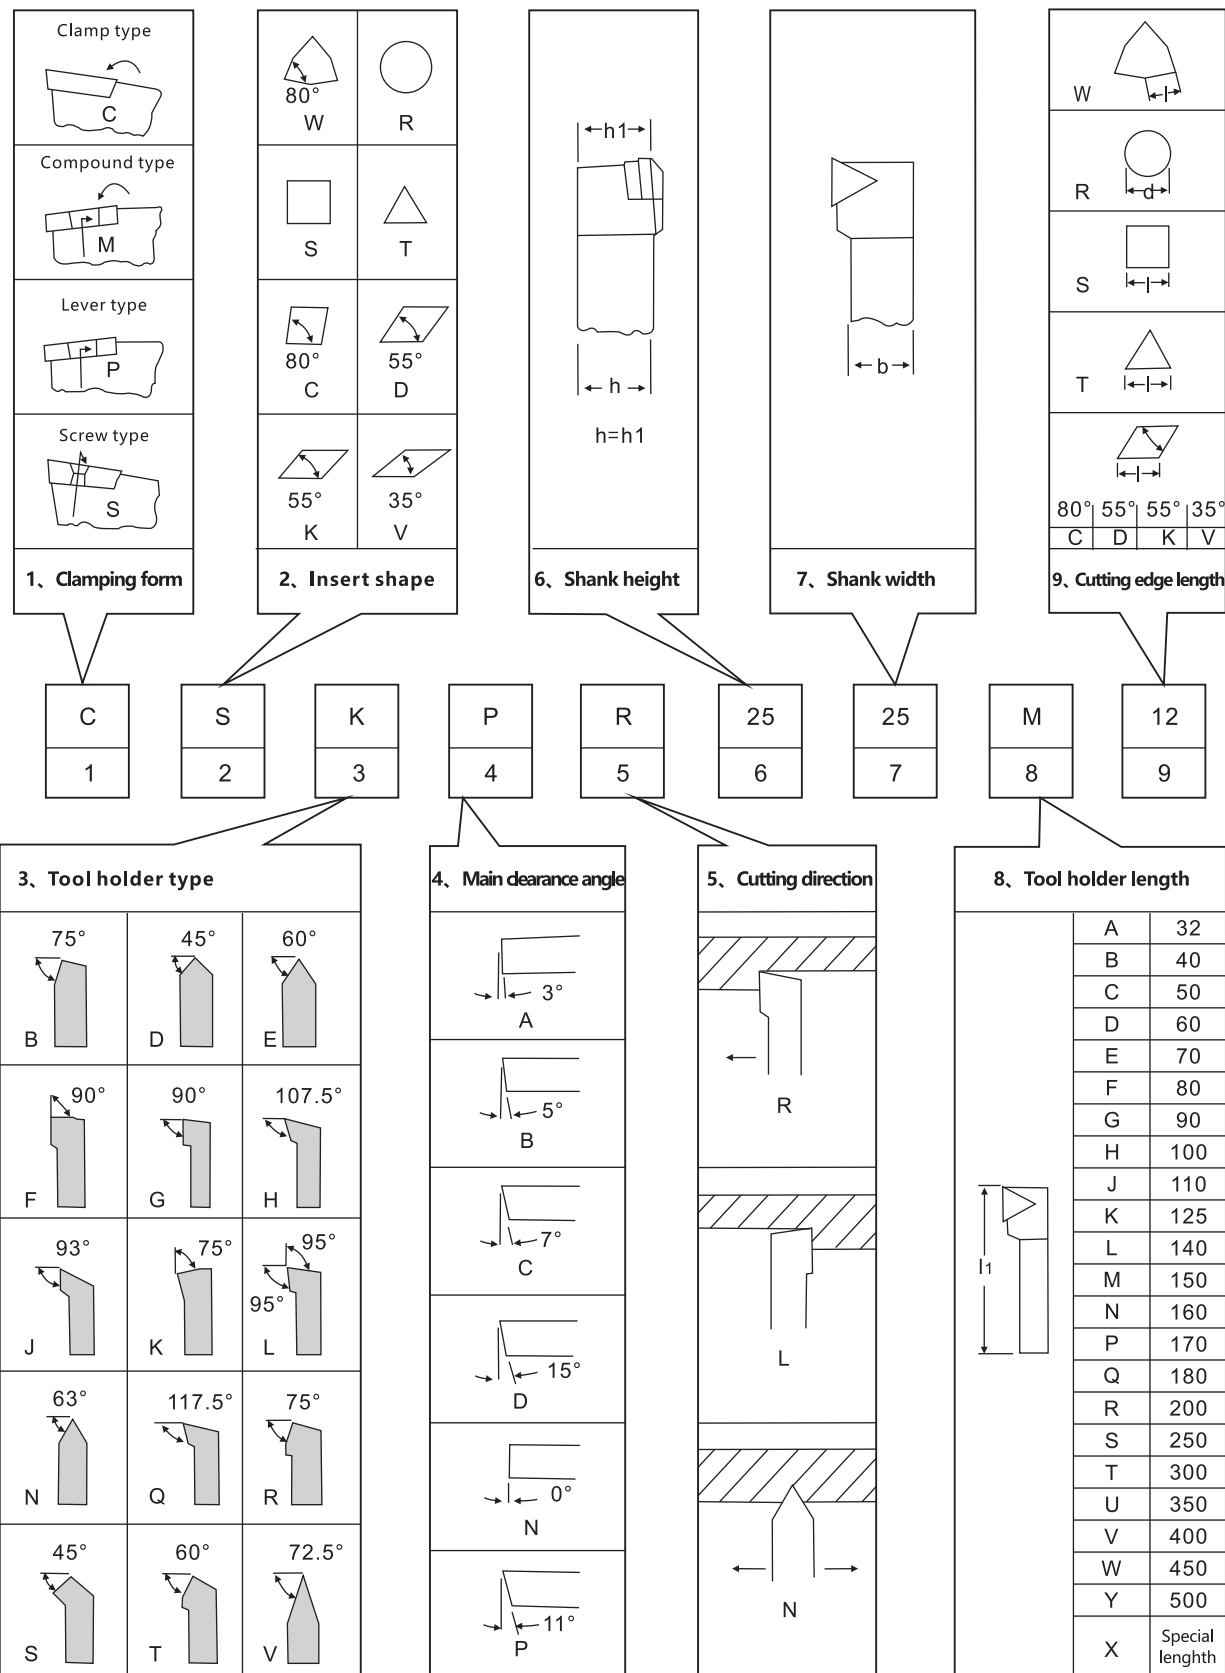 Clamp type
C
Compound type
M
Lever type
P
Screw type
S
1、Clamping form
80°
W R
S T
80° 55°
C D
55° 35°
K V
2、Insert shape
h1
h
h=h1
6、Shank height
b
7、Shank width
W l
R d
S l
T l
l
80° 55° 55° 35°
C D K V
9、Cutting edge length
C S K P R 25 25 M 12
1 2 3 4 5 6 7 8 9
3、Tool holder type
75° 45° 60°
B D E
90° 90° 107.5°
F G H
93° 75° 95°
95°
J K L
63° 117.5° 75°
N Q R
45° 60° 72.5°
S T V
4、Main clearance angle
3°
A
5°
B
7°
C
15°
D
0°
N
11°
P
5、Cutting direction
R
L
N
8、Tool holder length
l1
A 32
B 40
C 50
D 60
E 70
F 80
G 90
H 100
J 110
K 125
L 140
M 150
N 160
P 170
Q 180
R 200
S 250
T 300
U 350
V 400
W 450
Y 500
X Special
lenghth